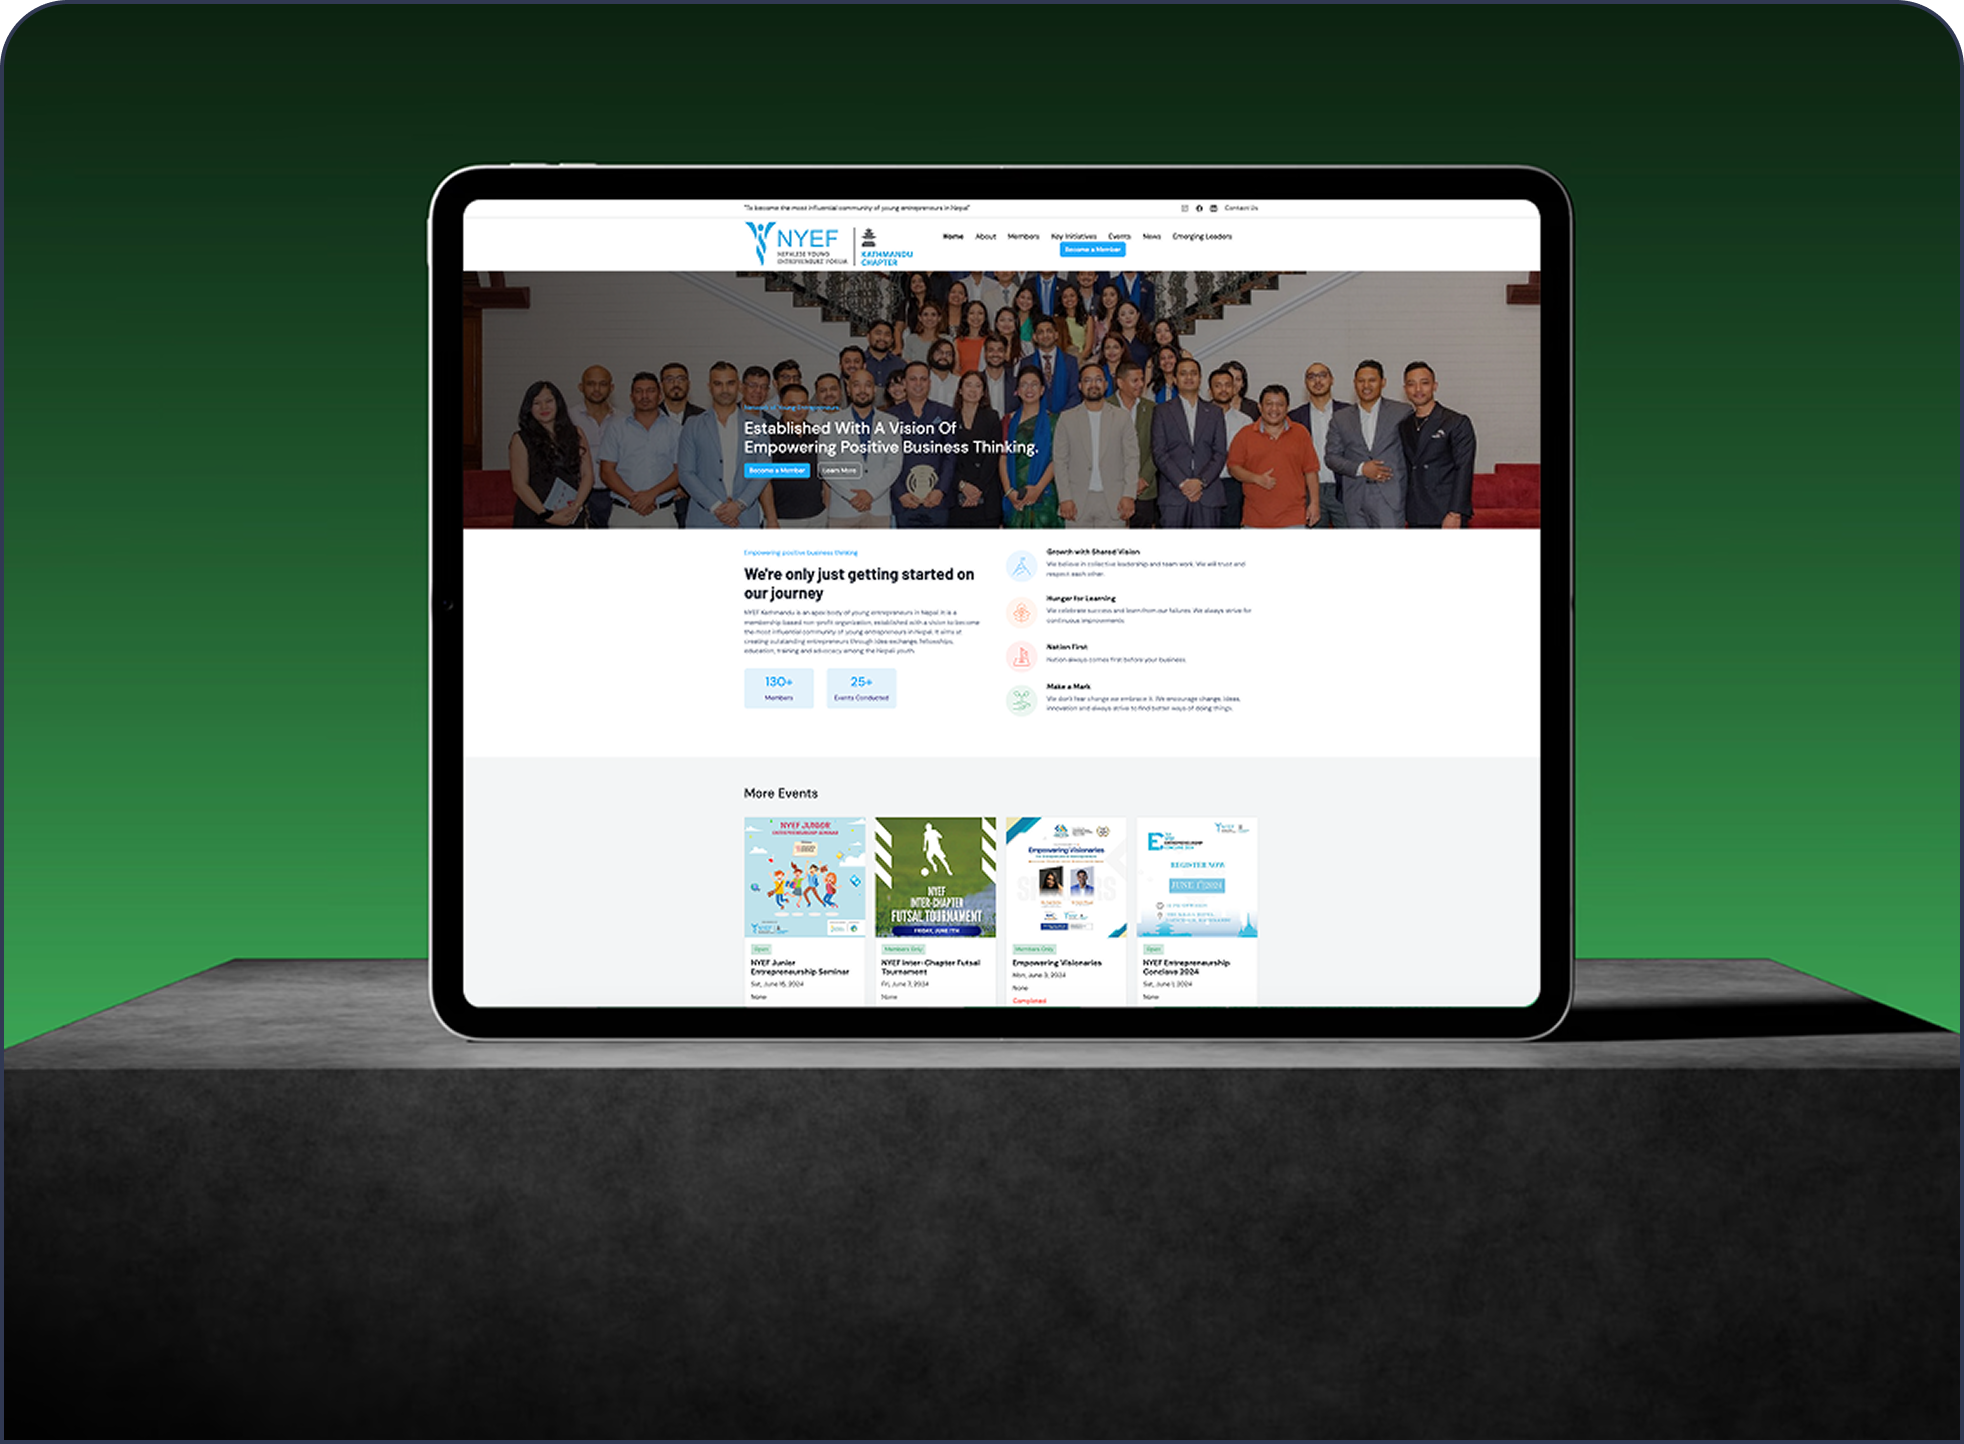 "To become the most influential community of young entrepreneurs in Nepal"
Contact Us
NYEF
NEPALESE YOUNG
ENTREPRENEURS' FORUM
KATHMANDU
CHAPTER
Home About Members Key Initiatives Events News Emerging Leaders
Become a Member
Network of Young Entrepreneurs
Established With A Vision Of
Empowering Positive Business Thinking.
Become a Member
Learn More
Empowering positive business thinking
We're only just getting started on
our journey
NYEF Kathmandu is an apex body of young entrepreneurs in Nepal. It is a
membership based non-profit organization, established with a vision to become
the most influential community of young entrepreneurs in Nepal. It aims at
creating outstanding entrepreneurs through idea exchange, fellowships,
education, training and advocacy among the Nepali youth.
130+
Members
25+
Events Conducted
Growth with Shared Vision
We believe in collective leadership and team work. We will trust and
respect each other.
Hunger for Learning
We celebrate success and learn from our failures. We always strive for
continuous improvements.
Nation First
Nation always comes first before your business.
Make a Mark
We don't fear change we embrace it. We encourage change, ideas,
innovation and always strive to find better ways of doing things.
More Events
NYEF JUNIOR
ENTREPRENEURSHIP SEMINAR
NYEF
INTER-CHAPTER
FUTSAL TOURNAMENT
FRIDAY, JUNE 7TH
Empowering Visionaries
REGISTER NOW
JUNE 1 2024
Open
NYEF Junior
Entrepreneurship Seminar
Sat, June 15, 2024
None
Members Only
NYEF Inter-Chapter Futsal
Tournament
Fri, June 7, 2024
None
Members Only
Empowering Visionaries
Mon, June 3, 2024
None
Completed
Open
NYEF Entrepreneurship
Conclave 2024
Sat, June 1, 2024
None